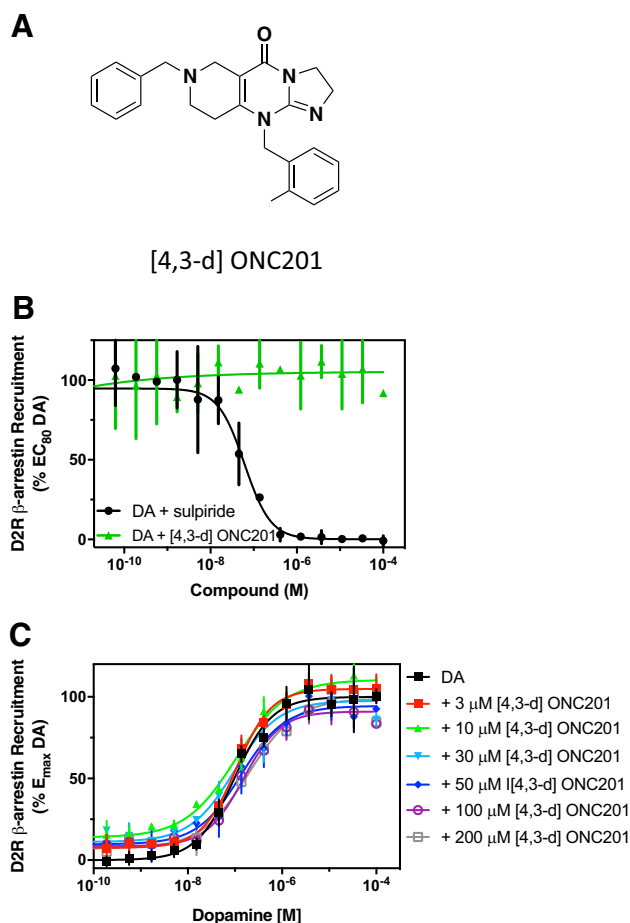 A
O
N
N
N
N
[4,3-d] ONC201
B
D2R β-arrestin Recruitment
(% EC80 DA)
100
50
0
DA + sulpiride
DA + [4,3-d] ONC201
10-10
10-8
10-6
10-4
Compound (M)
C
D2R β-arrestin Recruitment
(% Emax DA)
100
50
0
10-10
10-8
10-6
10-4
Dopamine [M]
DA
+ 3 μM [4,3-d] ONC201
+ 10 μM [4,3-d] ONC201
+ 30 μM [4,3-d] ONC201
+ 50 μM I[4,3-d] ONC201
+ 100 μM [4,3-d] ONC201
+ 200 μM [4,3-d] ONC201